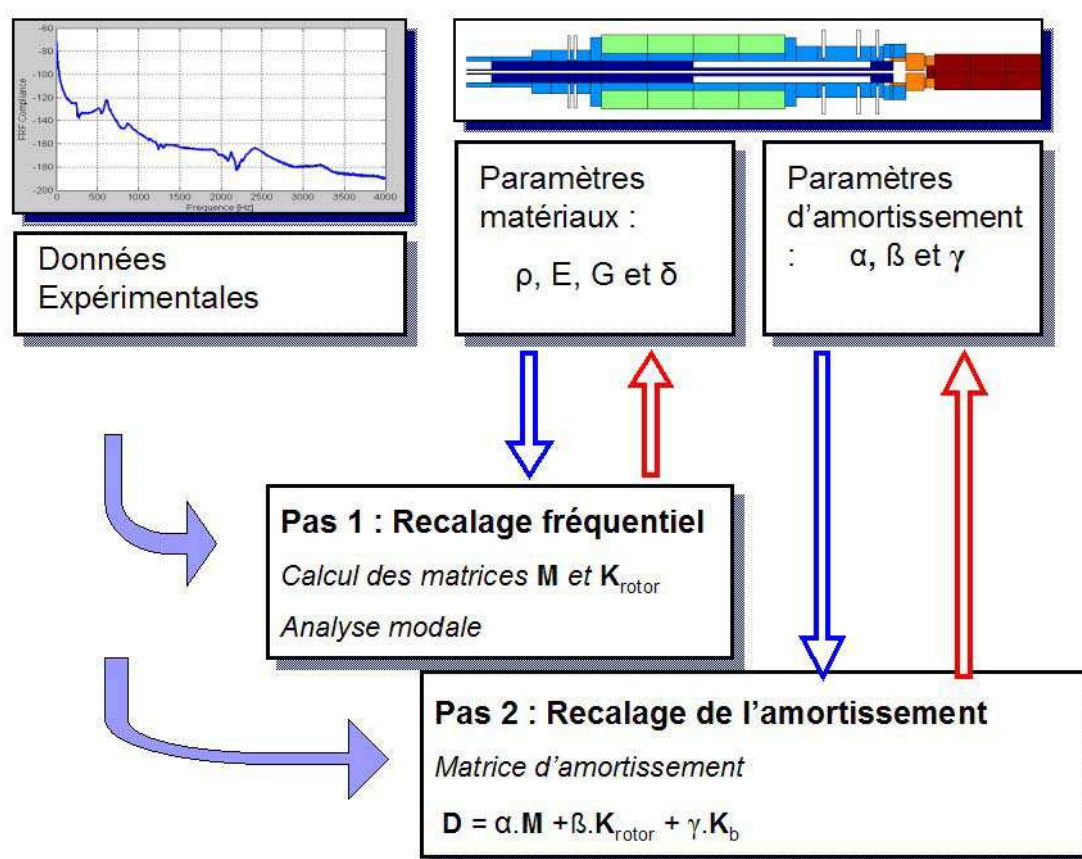 -60
-80
-100
-120
-140
-160
-180
-200
FRF Compliance
0 500 1000 1500 2000 2500 3000 3500 4000
Frequence [Hz]
Données
Expérimentales
Paramètres
matériaux :
ρ, E, G et δ
Paramètres
d’amortissement
: α, ß et γ
Pas 1 : Recalage fréquentiel
Calcul des matrices M et Krotor
Analyse modale
Pas 2 : Recalage de l’amortissement
Matrice d’amortissement
D = α.M +ß.Krotor + γ.Kb